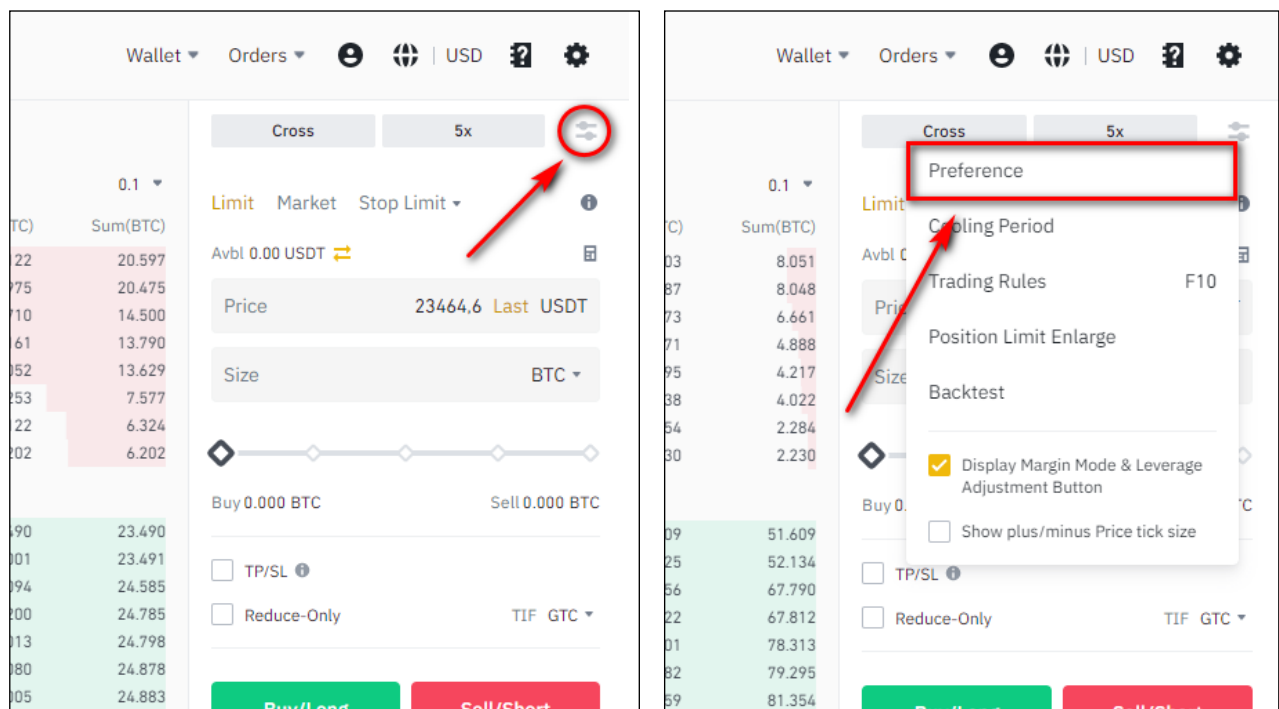 Wallet Orders USD
Cross 5x
0.1
Limit Market Stop Limit
TC) Sum(BTC)
Avbl 0.00 USDT
122 20.597
975 20.475
Price 23464,6 Last USDT
710 14.500
161 13.790
Size BTC
052 13.629
253 7.577
122 6.324
202 6.202
Buy 0.000 BTC Sell 0.000 BTC
490 23.490
001 23.491
TP/SL
094 24.585
Reduce-Only TIF GTC
200 24.785
013 24.798
080 24.878
005 24.883
Buy/Long Sell/Short
Wallet Orders USD
Cross 5x
Preference
0.1
Limit
TC) Sum(BTC)
Cooling Period
Avbl
03 8.051
Trading Rules F10
87 8.048
73 6.661
Position Limit Enlarge
71 4.888
95 4.217
Size
Backtest
38 4.022
54 2.284
30 2.230
Display Margin Mode & Leverage
Adjustment Button
Buy 0.
Show plus/minus Price tick size
09 51.609
25 52.134
TP/SL
56 67.790
Reduce-Only TIF GTC
22 67.812
01 78.313
82 79.295
59 81.354
Buy/Long Sell/Short